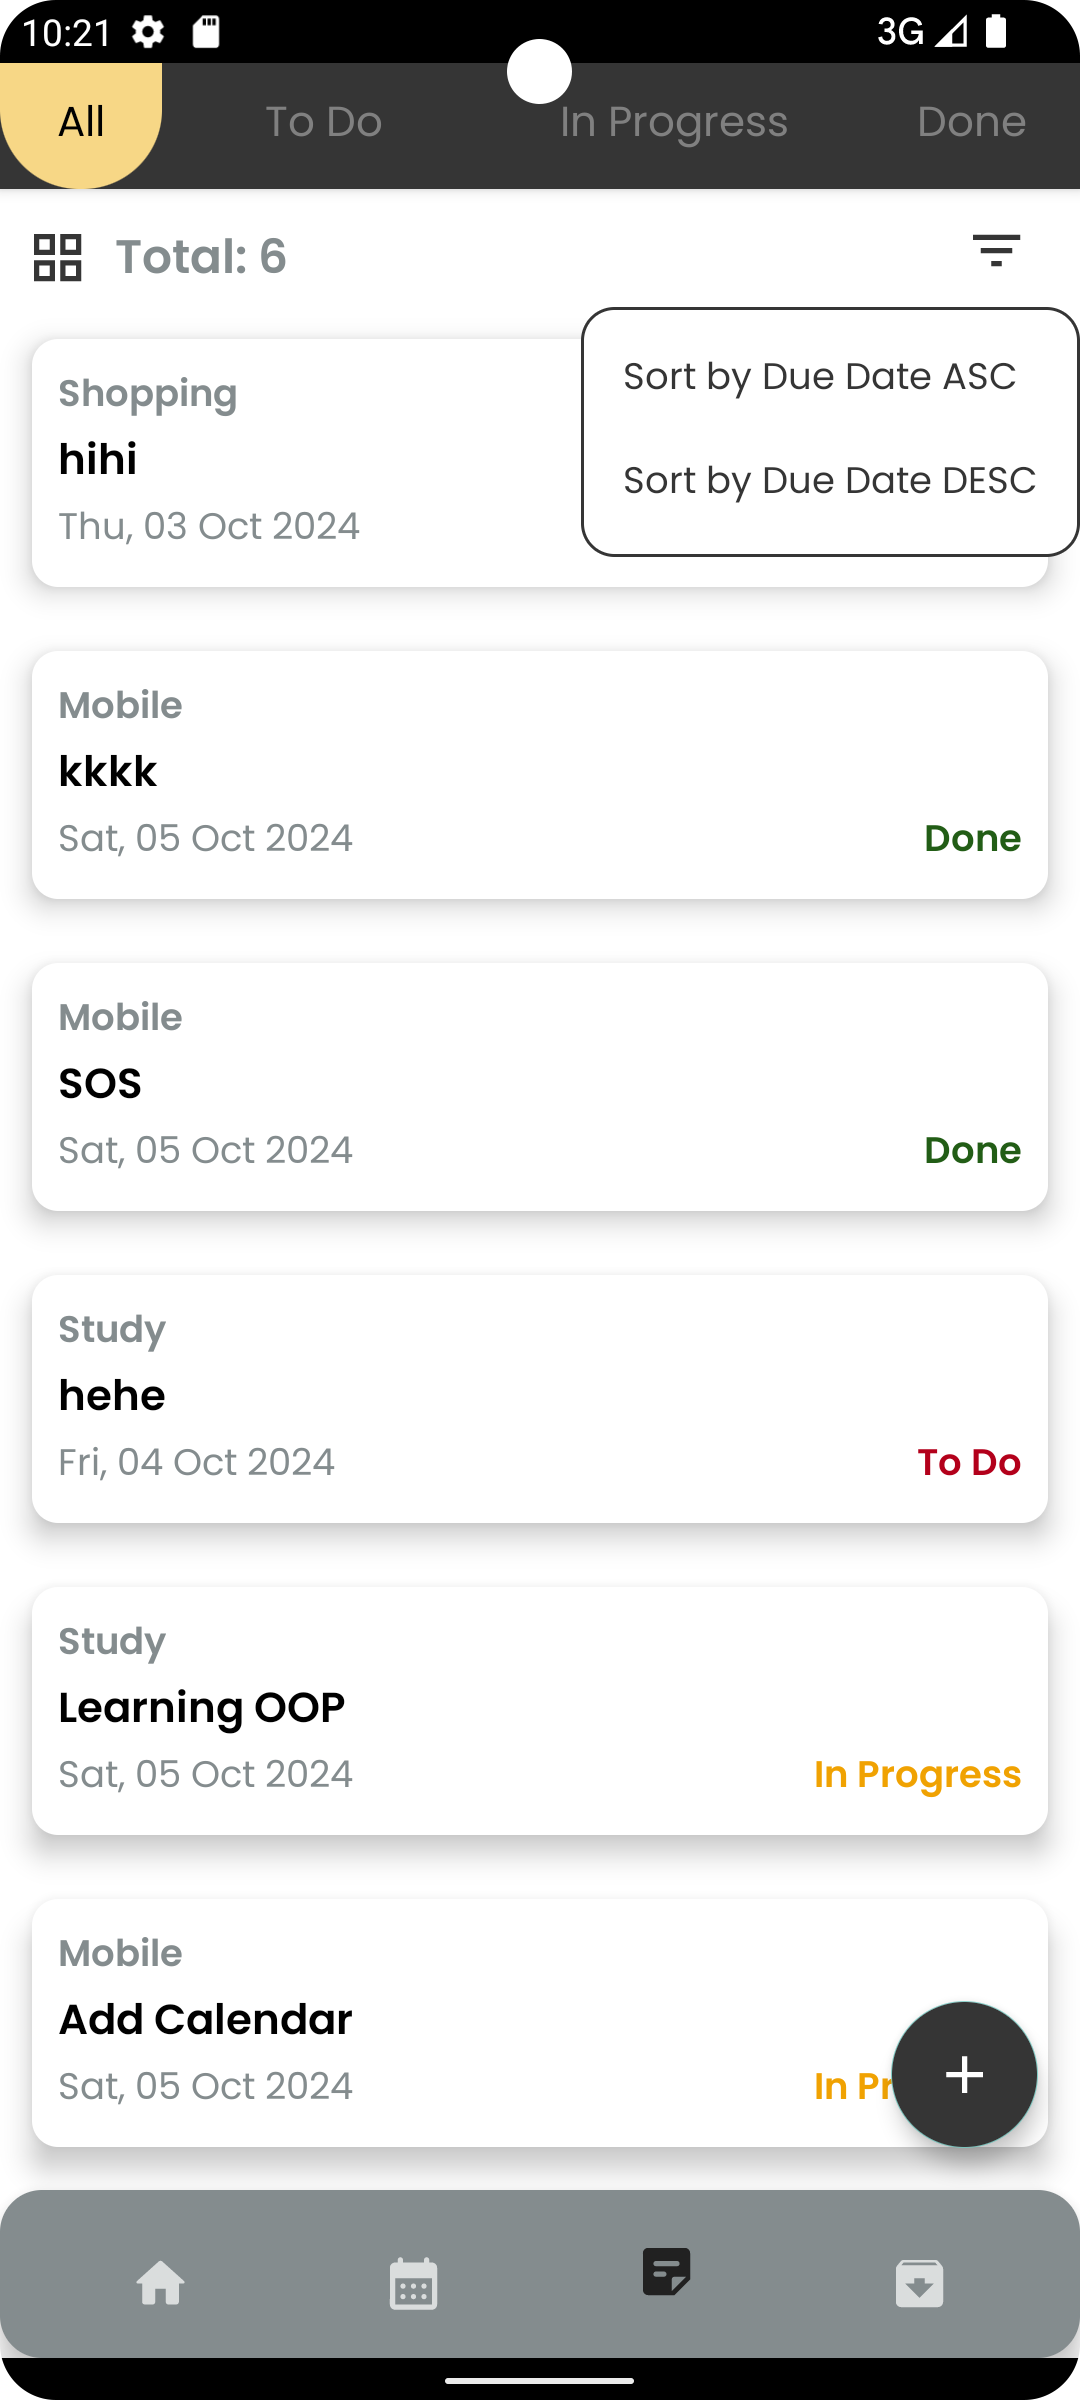 10:21
3G
All
To Do
In Progress
Done
Total: 6
Sort by Due Date ASC
Sort by Due Date DESC
Shopping
hihi
Thu, 03 Oct 2024
Mobile
kkkk
Sat, 05 Oct 2024
Done
Mobile
SOS
Sat, 05 Oct 2024
Done
Study
hehe
Fri, 04 Oct 2024
To Do
Study
Learning OOP
Sat, 05 Oct 2024
In Progress
Mobile
Add Calendar
Sat, 05 Oct 2024
In